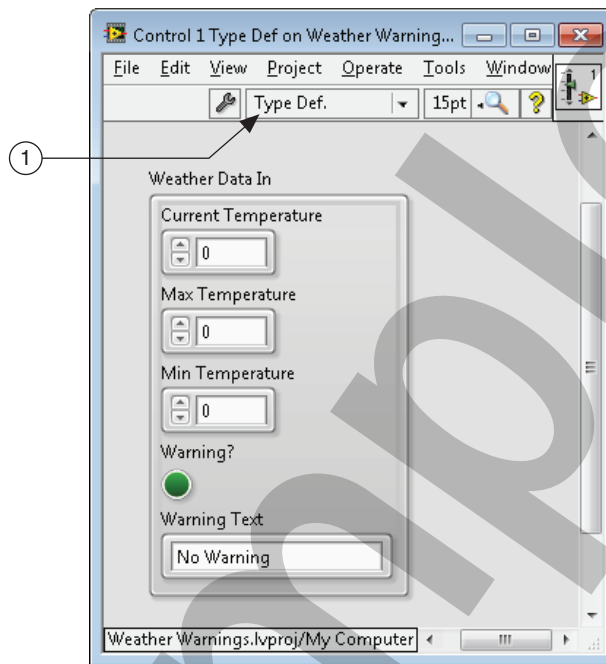 Control 1 Type Def on Weather Warning...
File Edit View Project Operate Tools Window
Type Def. 15pt ? 1
1
Weather Data In
Current Temperature
0
Max Temperature
0
Min Temperature
0
Warning?
Warning Text
No Warning
Weather Warnings.lvproj/My Computer